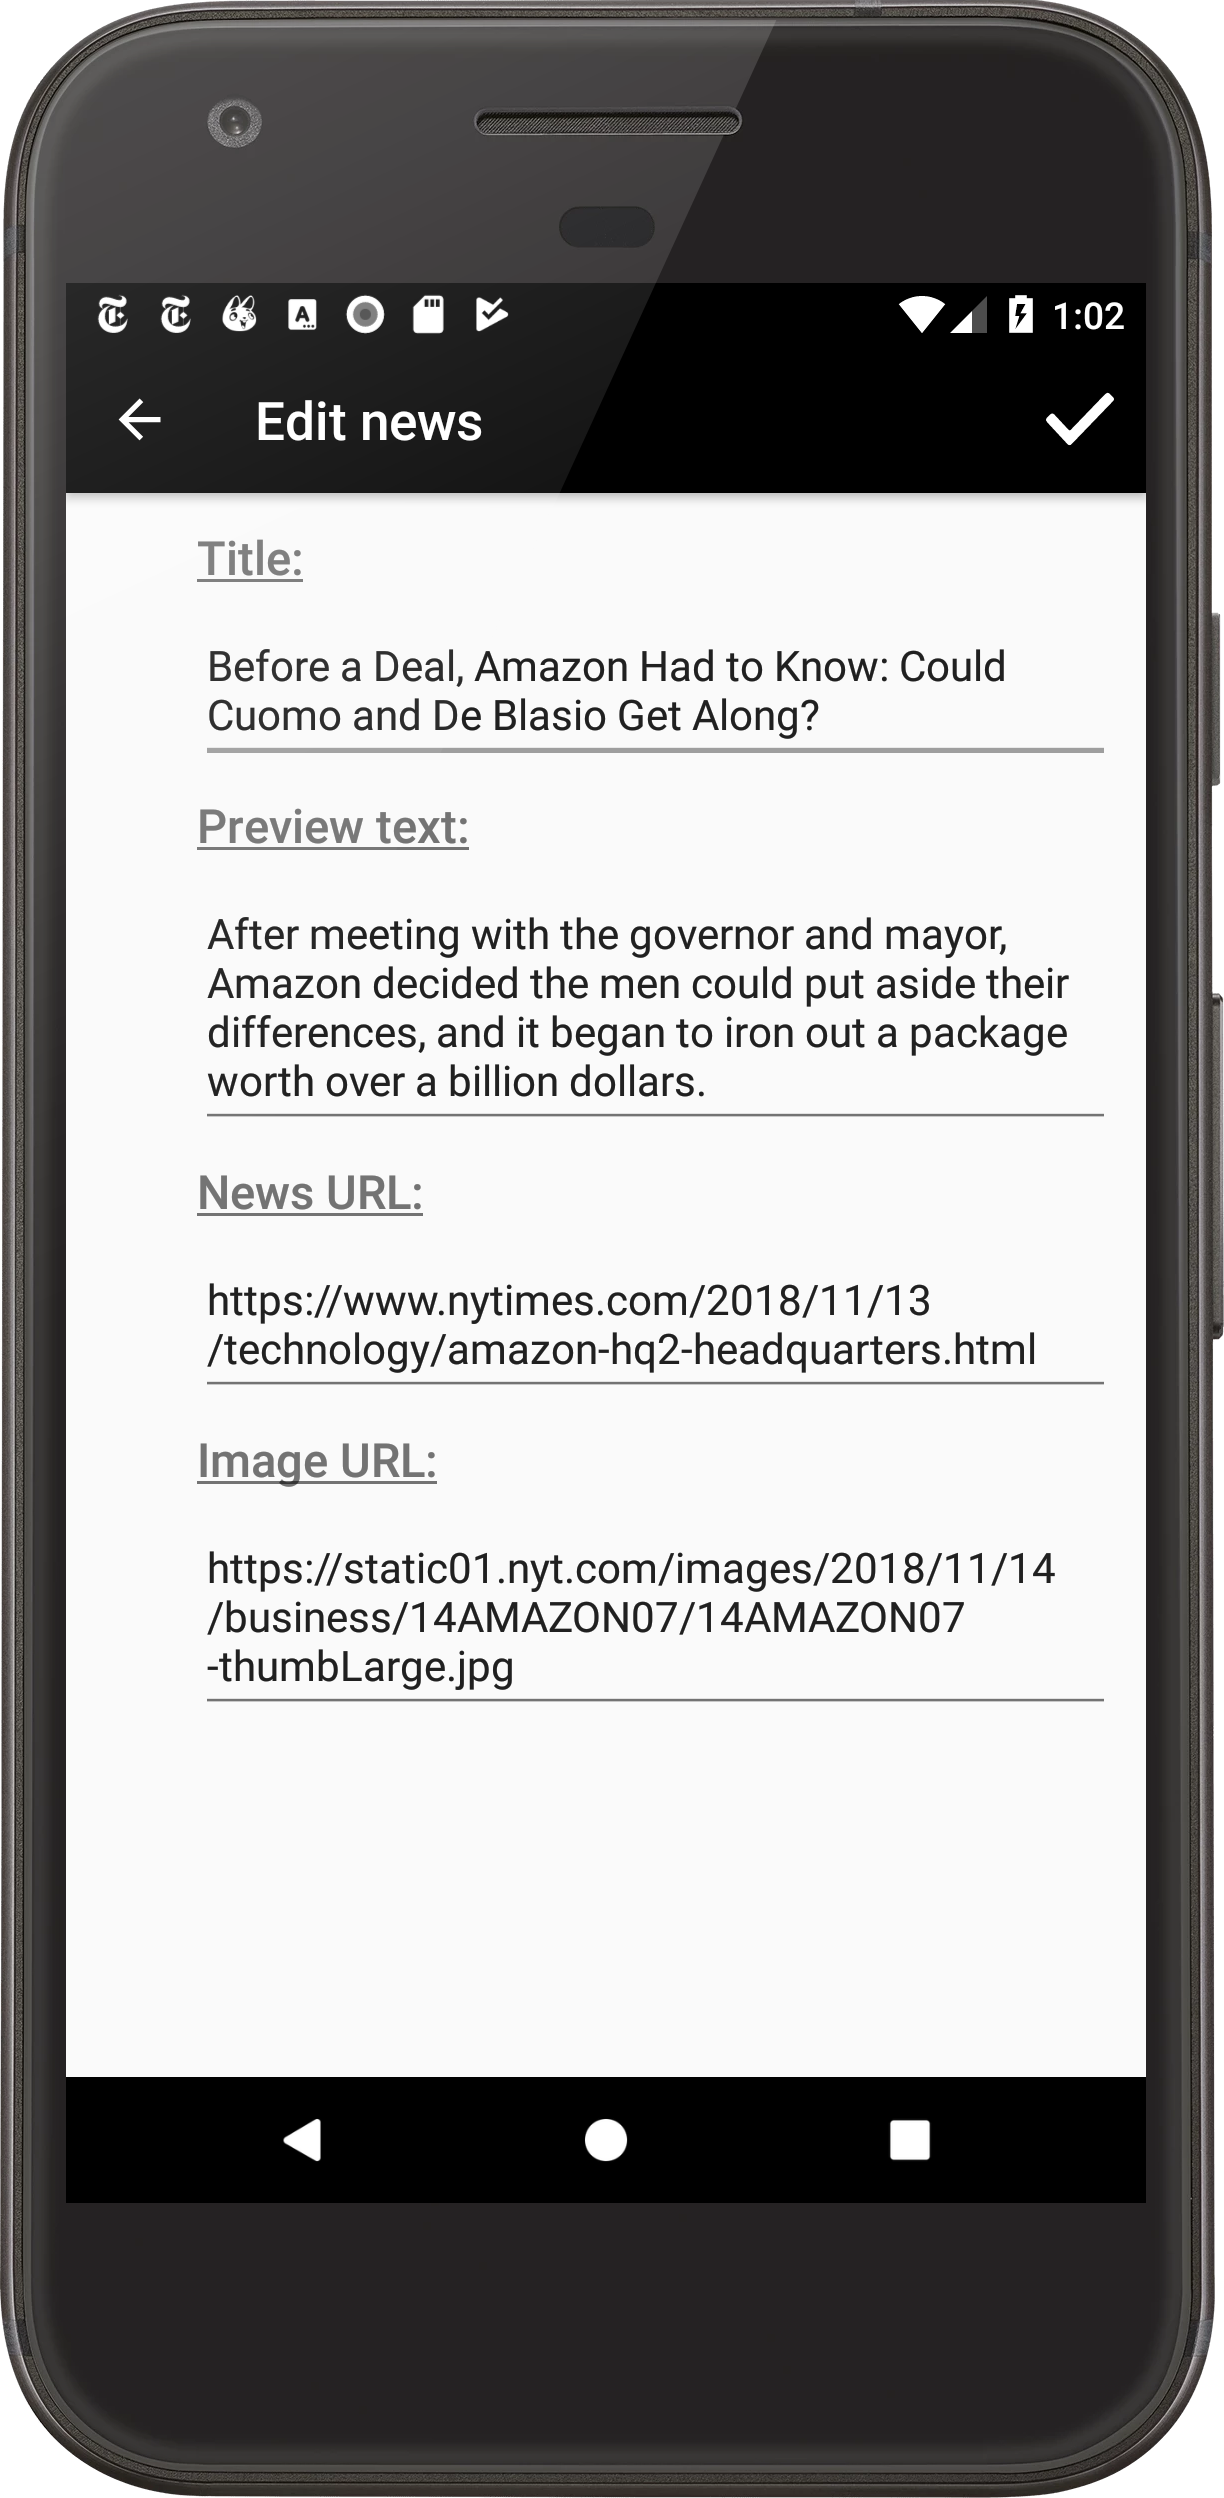 1:02
Edit news
Title:
Before a Deal, Amazon Had to Know: Could
Cuomo and De Blasio Get Along?
Preview text:
After meeting with the governor and mayor,
Amazon decided the men could put aside their
differences, and it began to iron out a package
worth over a billion dollars.
News URL:
https://www.nytimes.com/2018/11/13
/technology/amazon-hq2-headquarters.html
Image URL:
https://static01.nyt.com/images/2018/11/14
/business/14AMAZON07/14AMAZON07
-thumbLarge.jpg